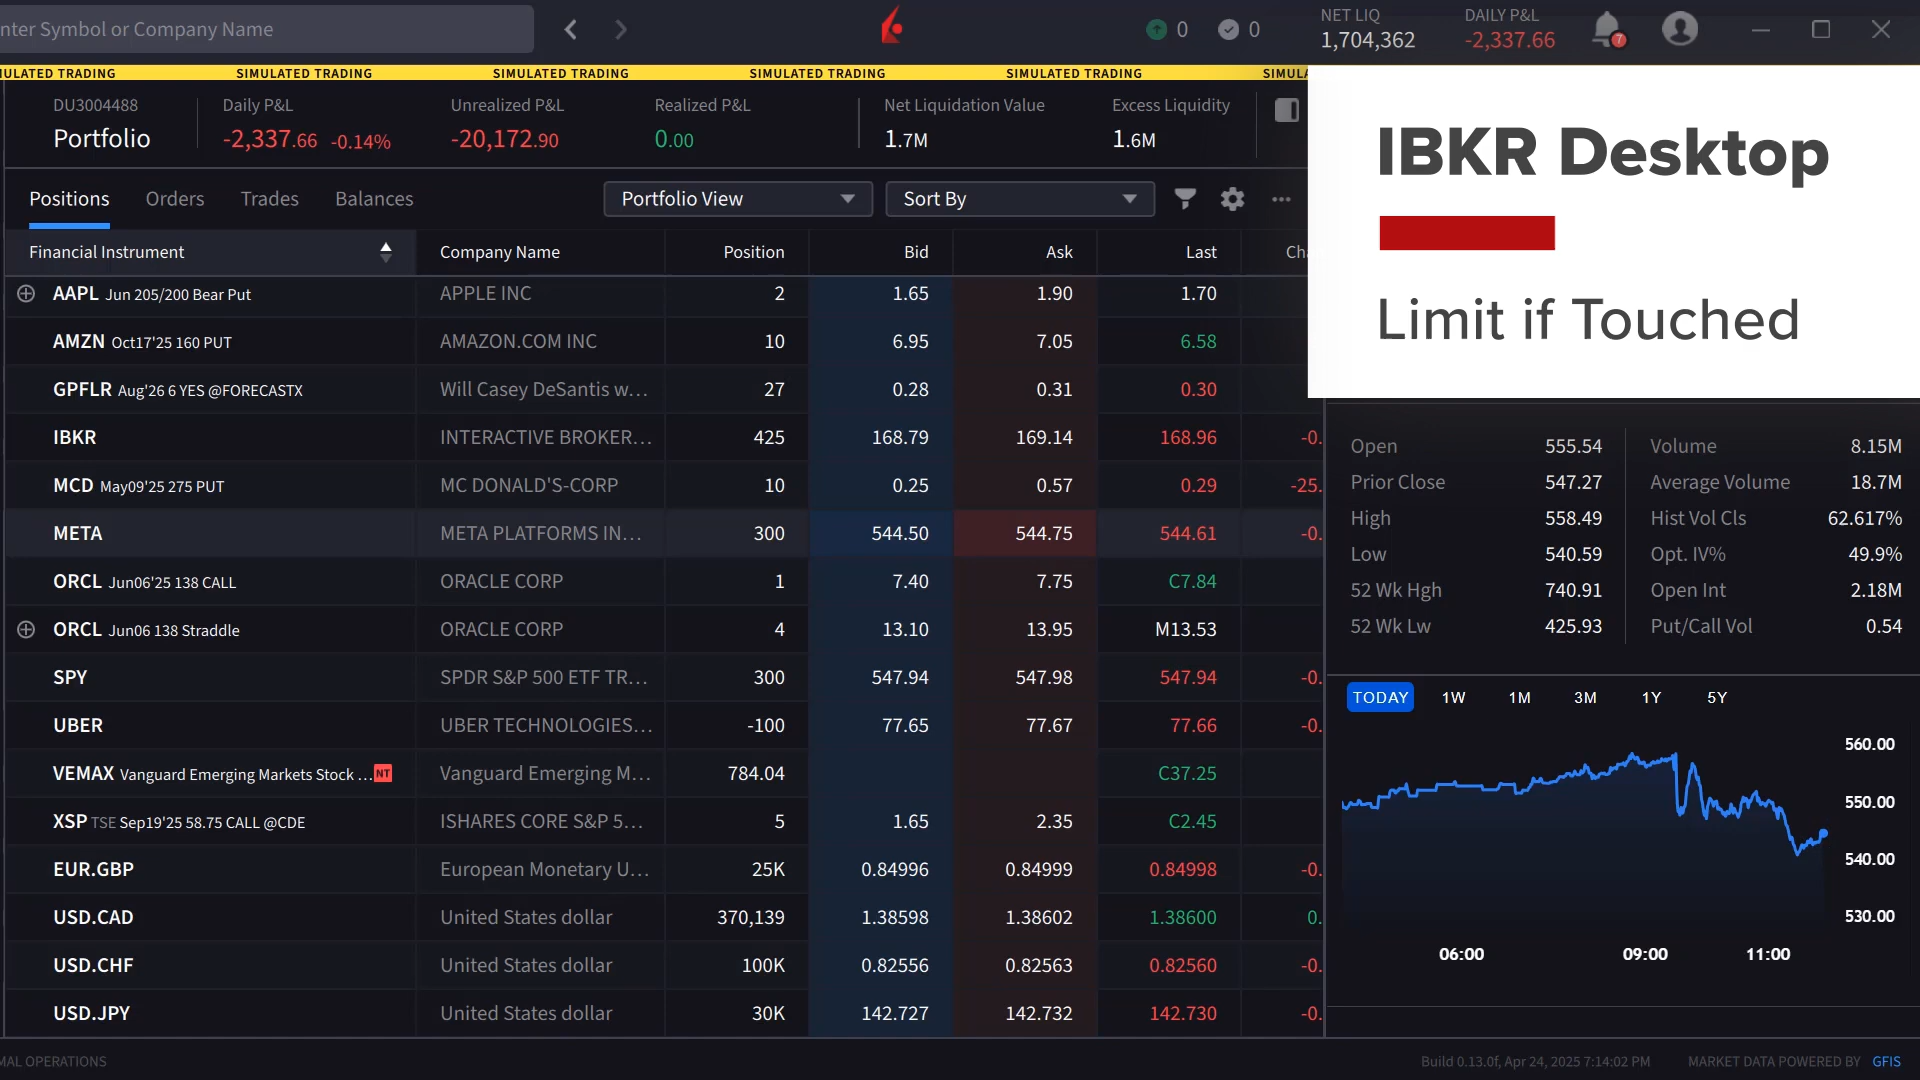 nter Symbol or Company Name
0
0
NET LIQ
1,704,362
DAILY P&L
-2,337.66
7
ULATED TRADING SIMULATED TRADING SIMULATED TRADING SIMULATED TRADING SIMULATED TRADING SIMULA
DU3004488
Portfolio
Daily P&L
-2,337.66 -0.14%
Unrealized P&L
-20,172.90
Realized P&L
0.00
Net Liquidation Value
1.7M
Excess Liquidity
1.6M
IBKR Desktop
Limit if Touched
Positions Orders Trades Balances
Portfolio View
Sort By
Financial Instrument Company Name Position Bid Ask Last Cha
AAPL Jun 205/200 Bear Put APPLE INC 2 1.65 1.90 1.70
AMZN Oct17'25 160 PUT AMAZON.COM INC 10 6.95 7.05 6.58
GPFLR Aug'26 6 YES @FORECASTX Will Casey DeSantis w... 27 0.28 0.31 0.30
IBKR INTERACTIVE BROKER... 425 168.79 169.14 168.96 -0.
MCD May09'25 275 PUT MC DONALD'S-CORP 10 0.25 0.57 0.29 -25.
META META PLATFORMS IN... 300 544.50 544.75 544.61 -0.
ORCL Jun06'25 138 CALL ORACLE CORP 1 7.40 7.75 C7.84
ORCL Jun06 138 Straddle ORACLE CORP 4 13.10 13.95 M13.53
SPY SPDR S&P 500 ETF TR... 300 547.94 547.98 547.94 -0.
UBER UBER TECHNOLOGIES... -100 77.65 77.67 77.66 -0.
VEMAX Vanguard Emerging Markets Stock ... NT Vanguard Emerging M... 784.04 C37.25
XSP TSE Sep19'25 58.75 CALL @CDE ISHARES CORE S&P 5... 5 1.65 2.35 C2.45
EUR.GBP European Monetary U... 25K 0.84996 0.84999 0.84998 -0.
USD.CAD United States dollar 370,139 1.38598 1.38602 1.38600 0.
USD.CHF United States dollar 100K 0.82556 0.82563 0.82560 -0.
USD.JPY United States dollar 30K 142.727 142.732 142.730 -0.
Open 555.54 Volume 8.15M
Prior Close 547.27 Average Volume 18.7M
High 558.49 Hist Vol Cls 62.617%
Low 540.59 Opt. IV% 49.9%
52 Wk Hgh 740.91 Open Int 2.18M
52 Wk Lw 425.93 Put/Call Vol 0.54
TODAY 1W 1M 3M 1Y 5Y
560.00
550.00
540.00
530.00
06:00 09:00 11:00
MAL OPERATIONS
Build 0.13.0f, Apr 24, 2025 7:14:02 PM
MARKET DATA POWERED BY GFIS